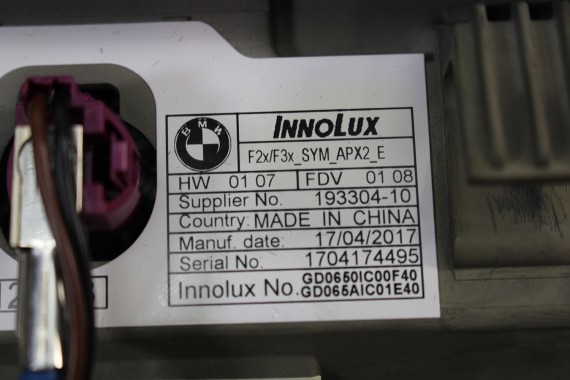 BMW
INNOLUX
F2x/F3x_SYM_APX2_E
HW 01 07 FDV 01 08
Supplier No. 193304-10
Country: MADE IN CHINA
Manuf. date: 17/04/2017
Serial No. 1704174495
Innolux No. GD0650IC00F40
GD065AIC01E40